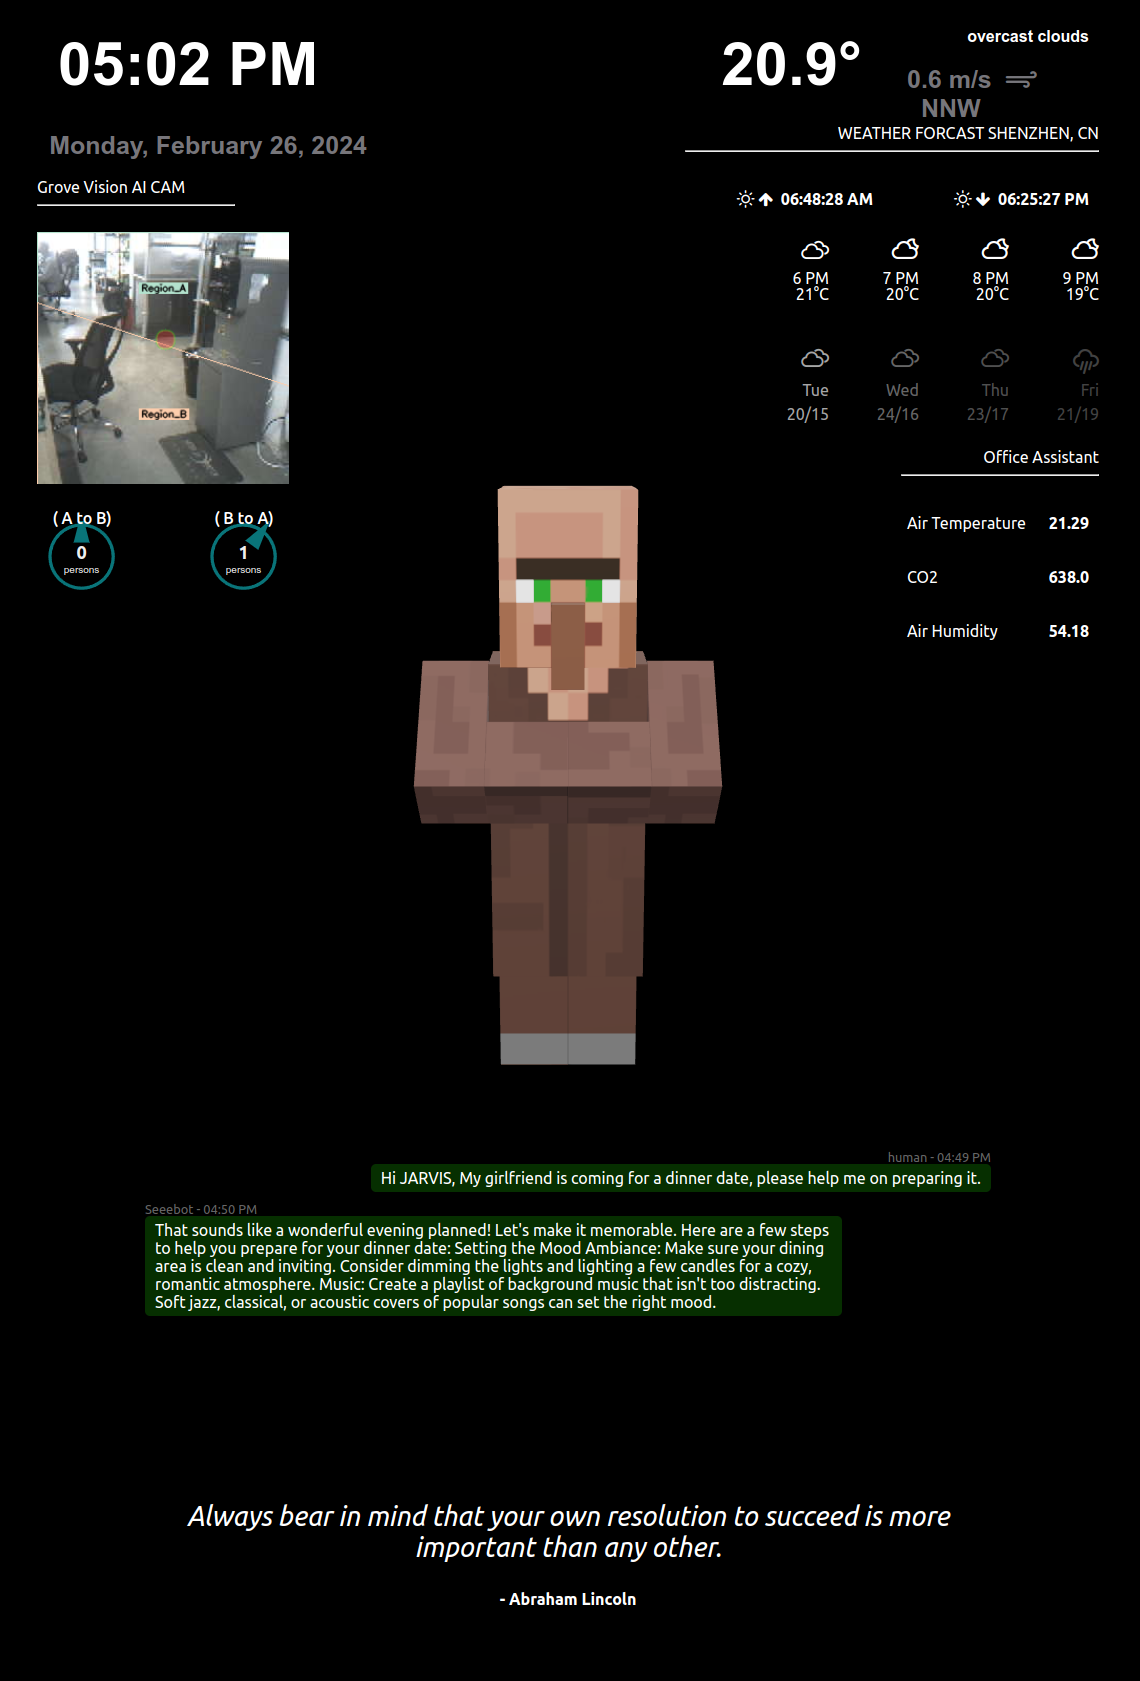 05:02 PM
Monday, February 26, 2024
20.9°
overcast clouds
0.6 m/s
NNW
WEATHER FORCAST SHENZHEN, CN
06:48:28 AM 06:25:27 PM
6 PM 7 PM 8 PM 9 PM
21°C 20°C 20°C 19°C
Tue Wed Thu Fri
20/15 24/16 23/17 21/19
Grove Vision AI CAM
Region_A
Region_B
( A to B) ( B to A)
0 1
persons persons
Office Assistant
Air Temperature 21.29
CO2 638.0
Air Humidity 54.18
human - 04:49 PM
Hi JARVIS, My girlfriend is coming for a dinner date, please help me on preparing it.
Seeebot - 04:50 PM
That sounds like a wonderful evening planned! Let's make it memorable. Here are a few steps
to help you prepare for your dinner date: Setting the Mood Ambiance: Make sure your dining
area is clean and inviting. Consider dimming the lights and lighting a few candles for a cozy,
romantic atmosphere. Music: Create a playlist of background music that isn't too distracting.
Soft jazz, classical, or acoustic covers of popular songs can set the right mood.
Always bear in mind that your own resolution to succeed is more
important than any other.
- Abraham Lincoln